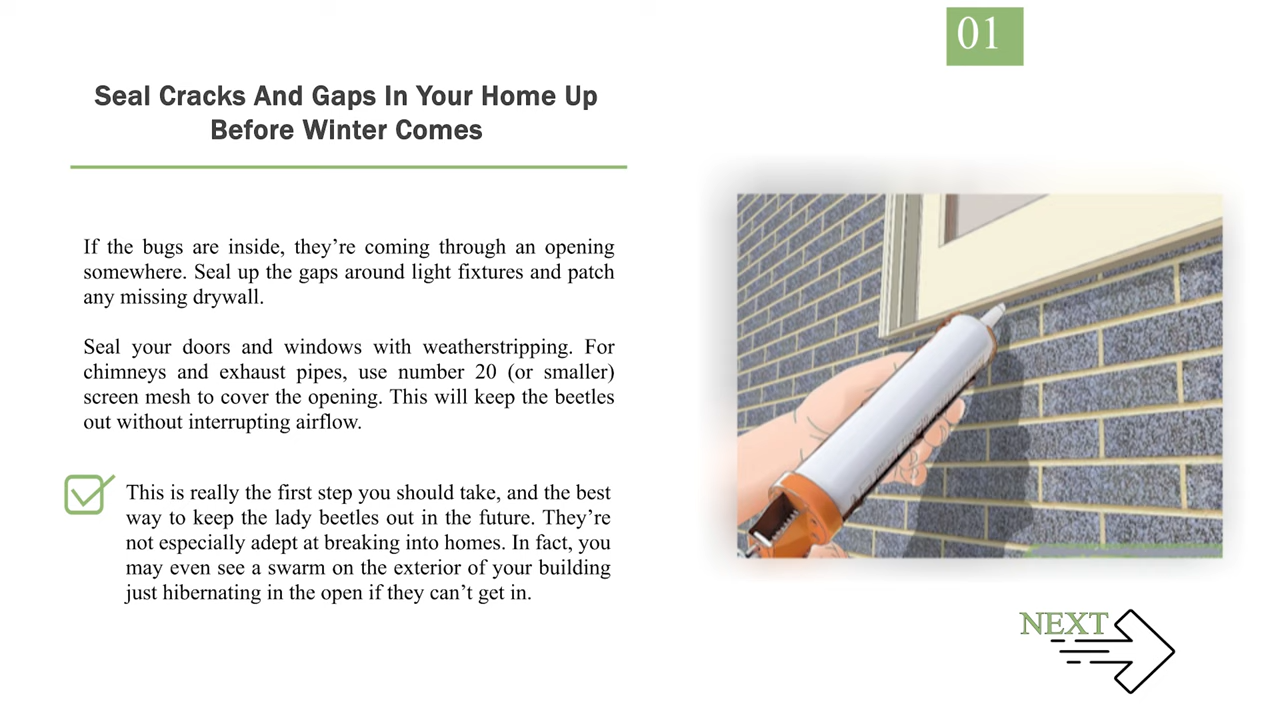 01
Seal Cracks And Gaps In Your Home Up
Before Winter Comes
If the bugs are inside, they’re coming through an opening
somewhere. Seal up the gaps around light fixtures and patch
any missing drywall.
Seal your doors and windows with weatherstripping. For
chimneys and exhaust pipes, use number 20 (or smaller)
screen mesh to cover the opening. This will keep the beetles
out without interrupting airflow.
This is really the first step you should take, and the best
way to keep the lady beetles out in the future. They’re
not especially adept at breaking into homes. In fact, you
may even see a swarm on the exterior of your building
just hibernating in the open if they can’t get in.
NEXT